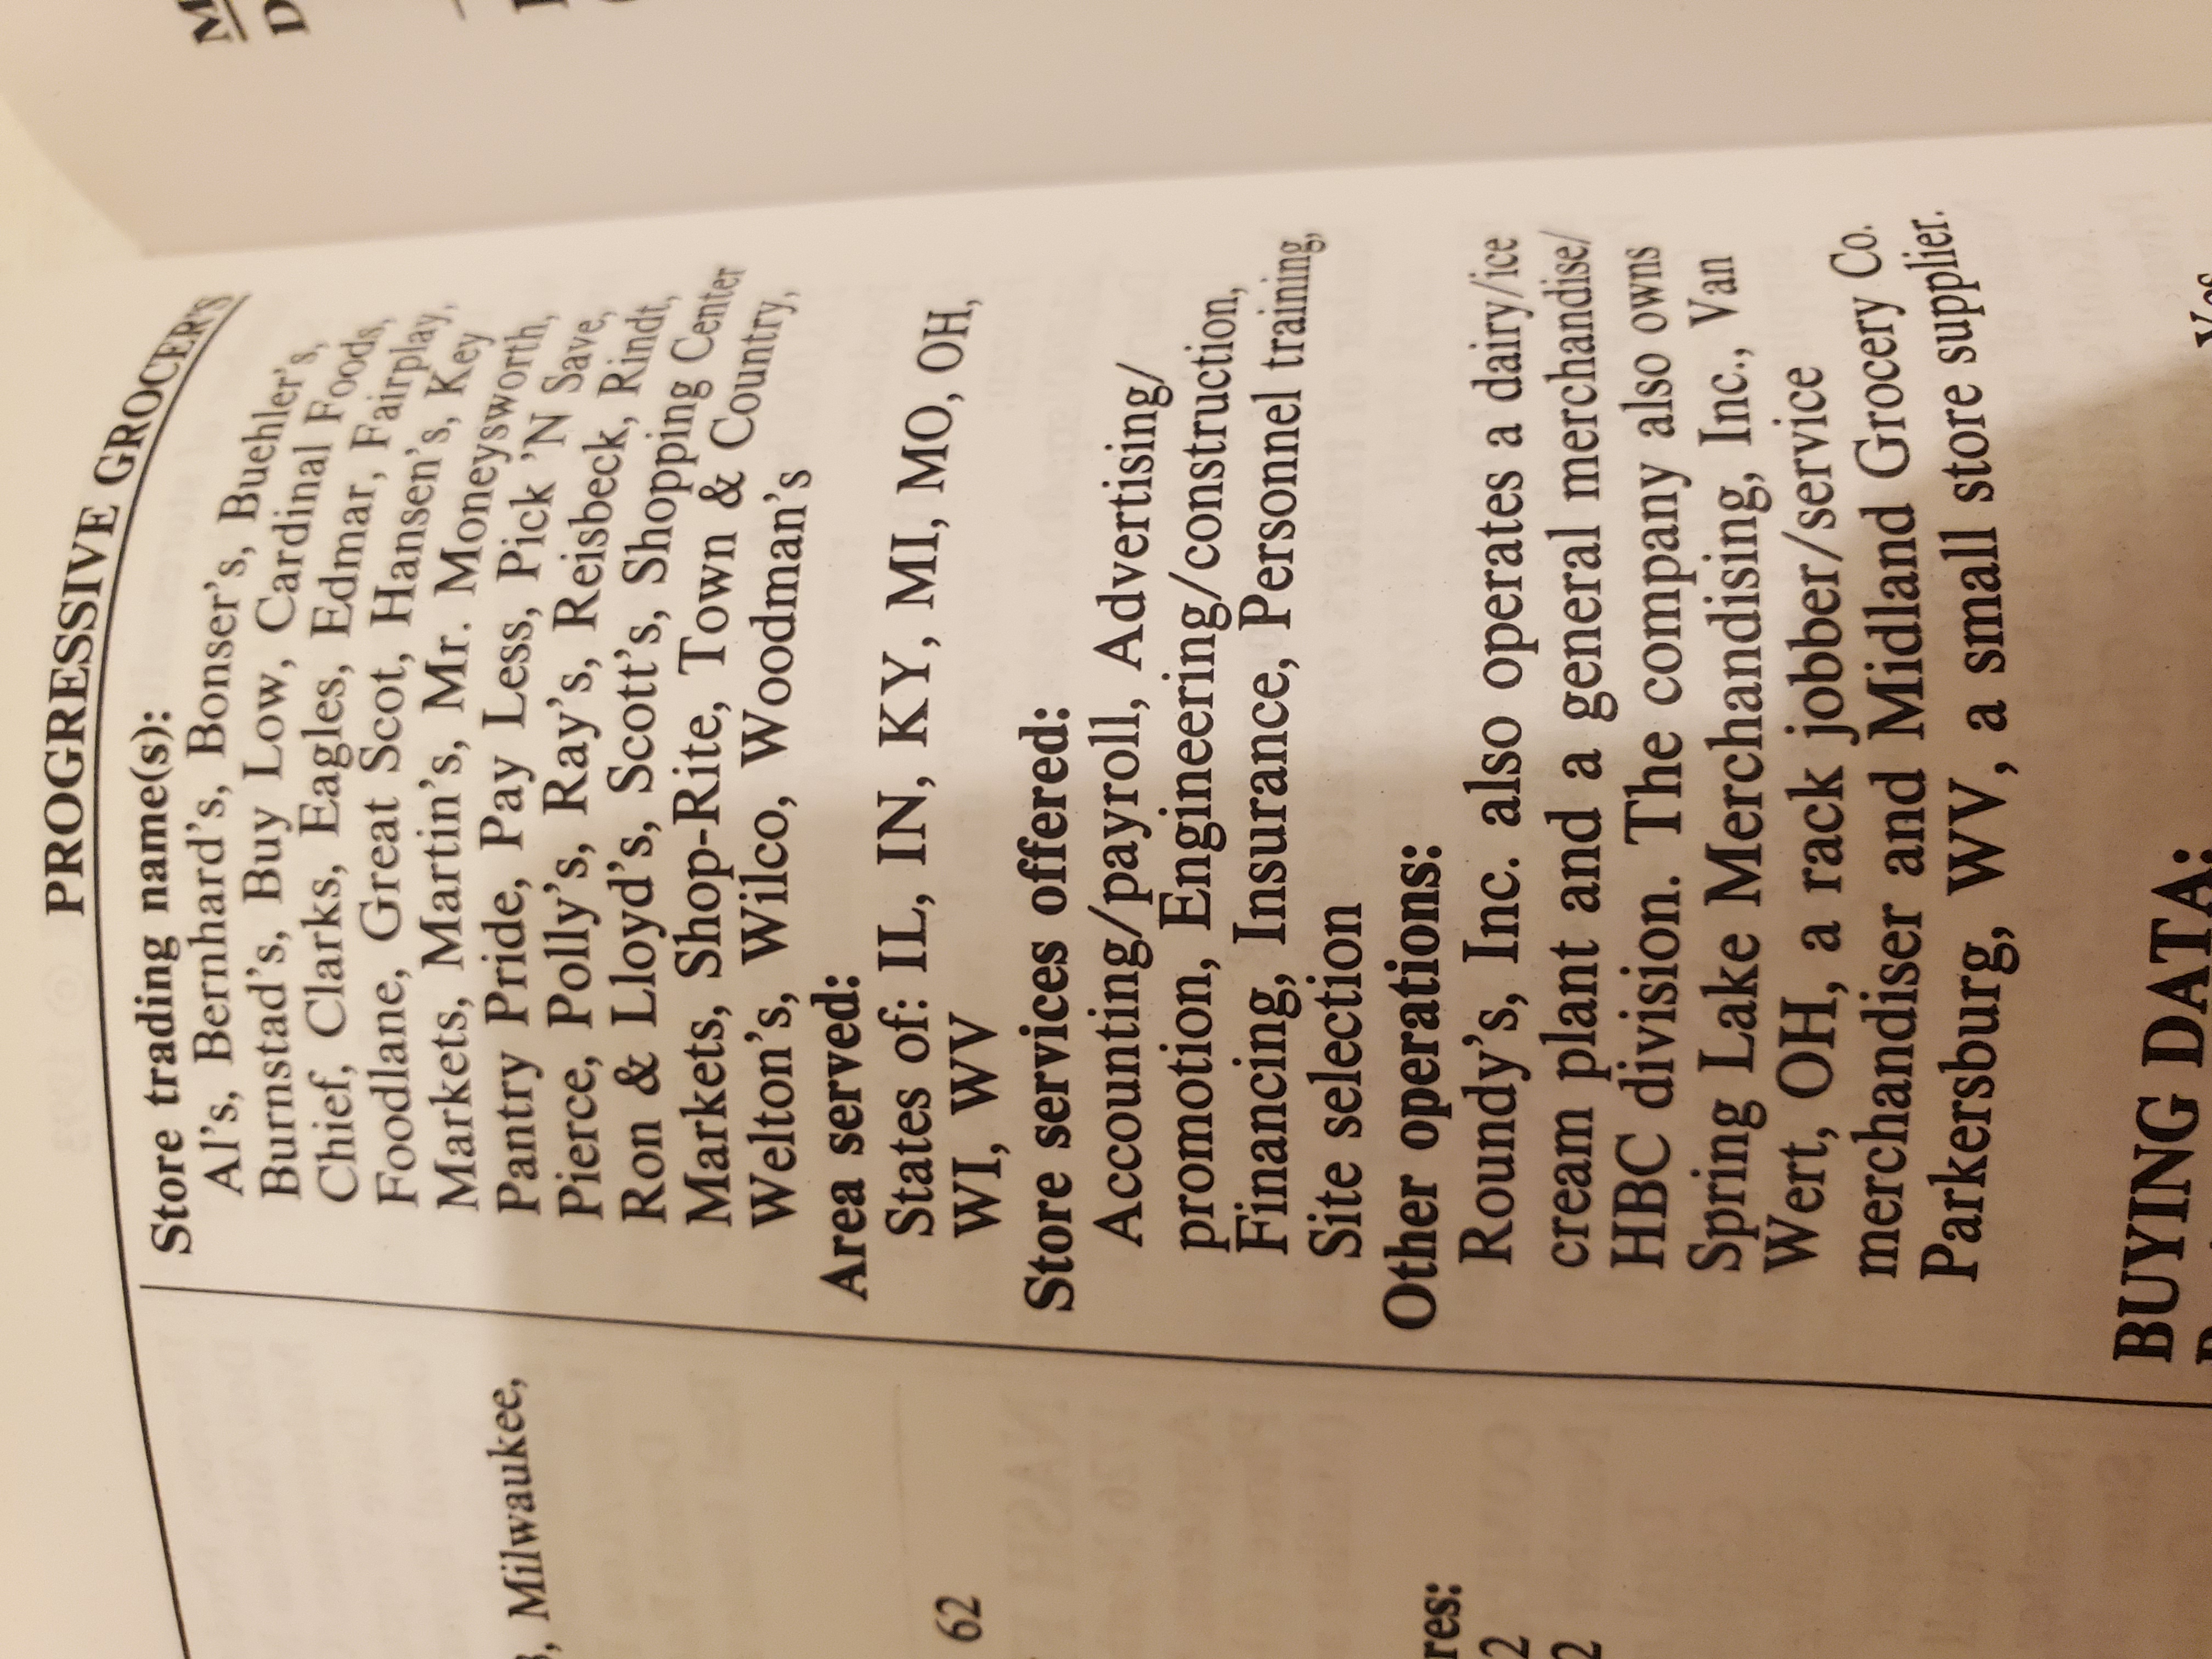 PROGRESSIVE GROCER'S
Store trading name(s):
Al's, Bernhard's, Bonser's, Buehler's,
Burnstad's, Buy Low, Cardinal Foods,
Chief, Clarks, Eagles, Edmar, Fairplay,
Foodlane, Great Scot, Hansen's, Key
Markets, Martin's, Mr. Moneysworth,
Pantry Pride, Pay Less, Pick 'N Save,
Pierce, Polly's, Ray's, Reisbeck, Rindt,
Ron & Lloyd's, Scott's, Shopping Center
Markets, Shop-Rite, Town & Country,
Welton's, Wilco, Woodman's
Area served:
States of: IL, IN, KY, MI, MO, OH,
WI, WV
Store services offered:
Accounting/payroll, Advertising/
promotion, Engineering/construction,
Financing, Insurance, Personnel training,
Site selection
Other operations:
Roundy's, Inc. also operates a dairy/ice
cream plant and a general merchandise/
HBC division. The company also owns
Spring Lake Merchandising, Inc., Van
Wert, OH, a rack jobber/service
merchandiser and Midland Grocery Co.
Parkersburg, WV, a small store supplier.
BUYING DATA:
Milwaukee,
62
res:
2
2